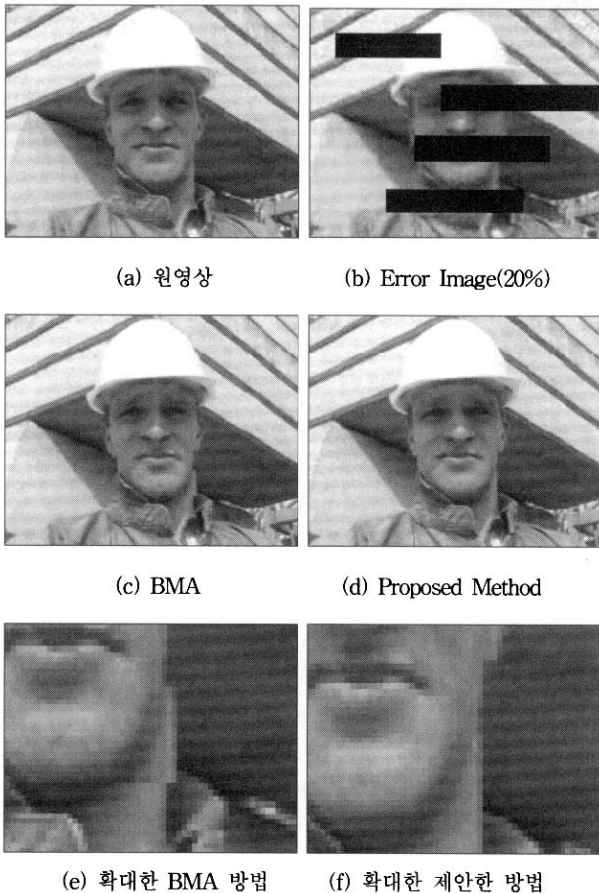 (a) 원영상
(b) Error Image(20%)
(c) BMA
(d) Proposed Method
(e) 확대한 BMA 방법
(f) 확대한 제안한 방법